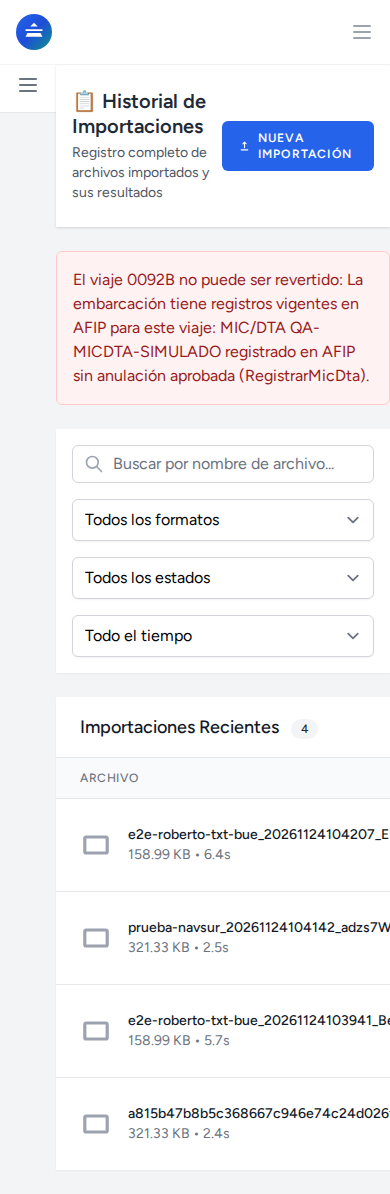 📋 Historial de
Importaciones
Registro completo de
archivos importados y
sus resultados
NUEVA
IMPORTACIÓN
El viaje 0092B no puede ser revertido: La
embarcación tiene registros vigentes en
AFIP para este viaje: MIC/DTA QA-
MICDTA-SIMULADO registrado en AFIP
sin anulación aprobada (RegistrarMicDta).
Buscar por nombre de archivo...
Todos los formatos
Todos los estados
Todo el tiempo
Importaciones Recientes 4
ARCHIVO
e2e-roberto-txt-bue_20261124104207_E
158.99 KB • 6.4s
prueba-navsur_20261124104142_adzs7W
321.33 KB • 2.5s
e2e-roberto-txt-bue_20261124103941_Be
158.99 KB • 5.7s
a815b47b8b5c368667c946e74c24d026
321.33 KB • 2.4s